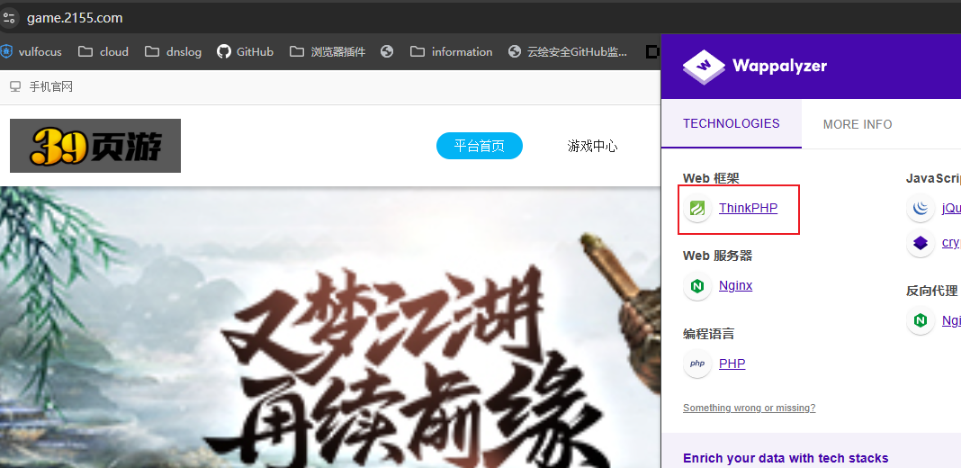 game.2155.com
vulfocus cloud dnslog GitHub 浏览器插件 information 云绘安全GitHub监...
手机官网
39页游
平台首页 游戏中心
又梦江湖
再续前缘
Wappalyzer
TECHNOLOGIES MORE INFO
Web 框架
ThinkPHP
Web 服务器
Nginx
编程语言
php PHP
Something wrong or missing?
JavaScrip
jQu
cry
反向代理
Ngi
Enrich your data with tech stacks